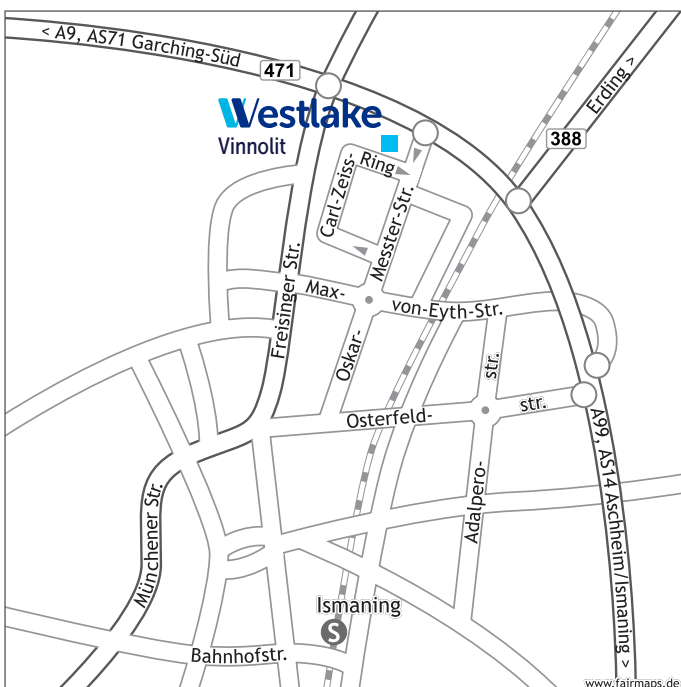 < A9, AS71 Garching-Süd
471
Erding >
388
Westlake
Vinnolit
Carl-Zeiss-
Ring
Messter-Str.
Freisinger Str.
Max-
von-Eyth-Str.
Oskar-
str.
Osterfeld-
str.
Adalpero-
A99, AS14 Aschheim/Ismaning >
Münchener Str.
Ismaning
S
Bahnhofstr.
www.fairmaps.de